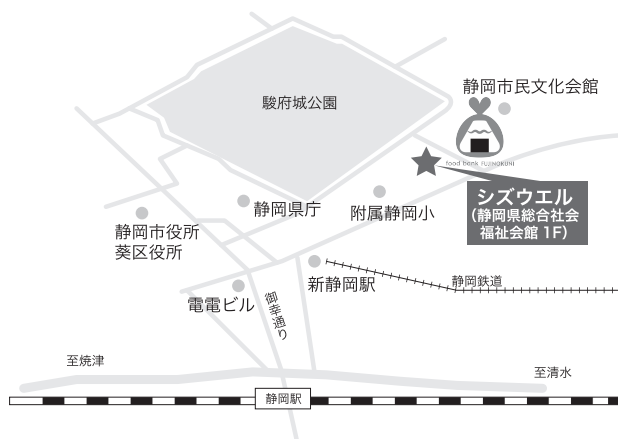 駿府城公園
静岡市民文化会館
food bank FUJINOKUNI
シズウエル
(静岡県総合社会
福祉会館1F)
静岡県庁
附属静岡小
静岡市役所
葵区役所
新静岡駅
静岡鉄道
電電ビル
御幸通り
至焼津
至清水
静岡駅